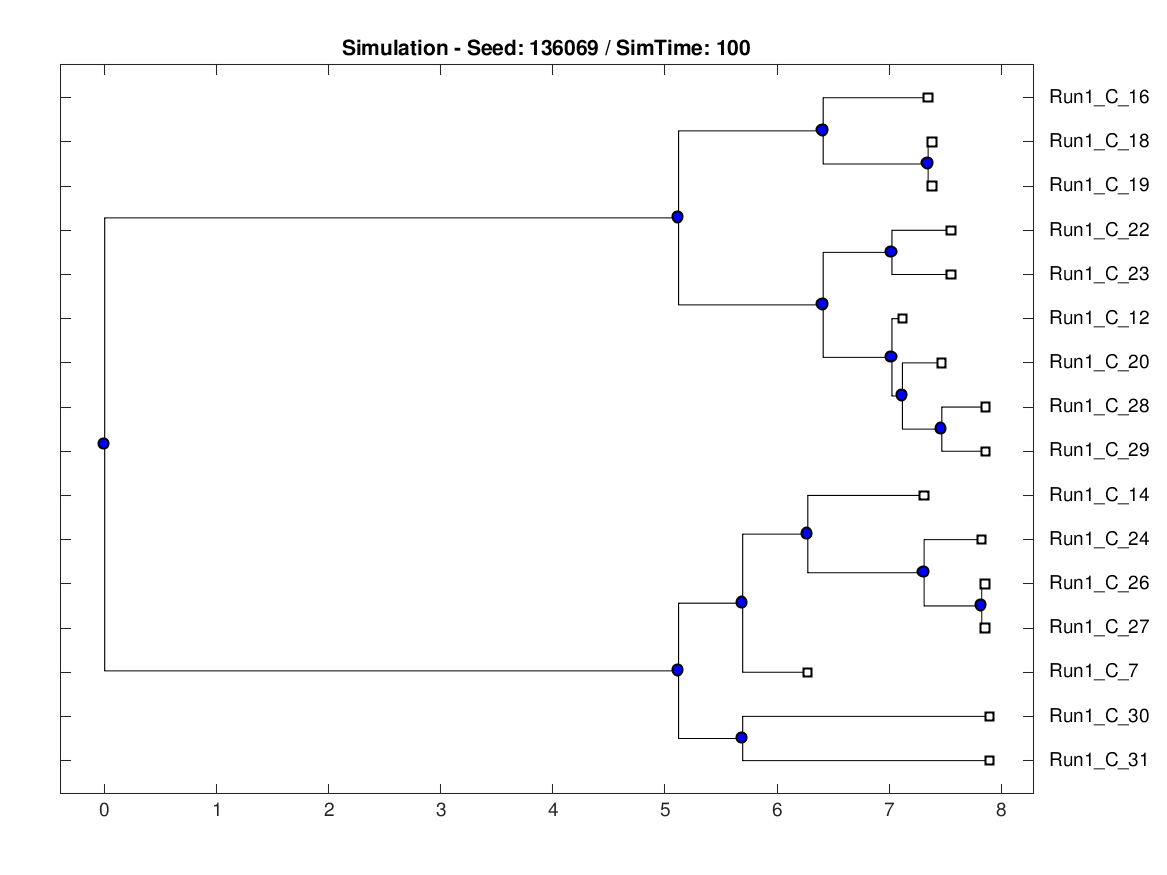 Simulation - Seed: 136069 / SimTime: 100
Run1_C_16
Run1_C_18
Run1_C_19
Run1_C_22
Run1_C_23
Run1_C_12
Run1_C_20
Run1_C_28
Run1_C_29
Run1_C_14
Run1_C_24
Run1_C_26
Run1_C_27
Run1_C_7
Run1_C_30
Run1_C_31
0 1 2 3 4 5 6 7 8